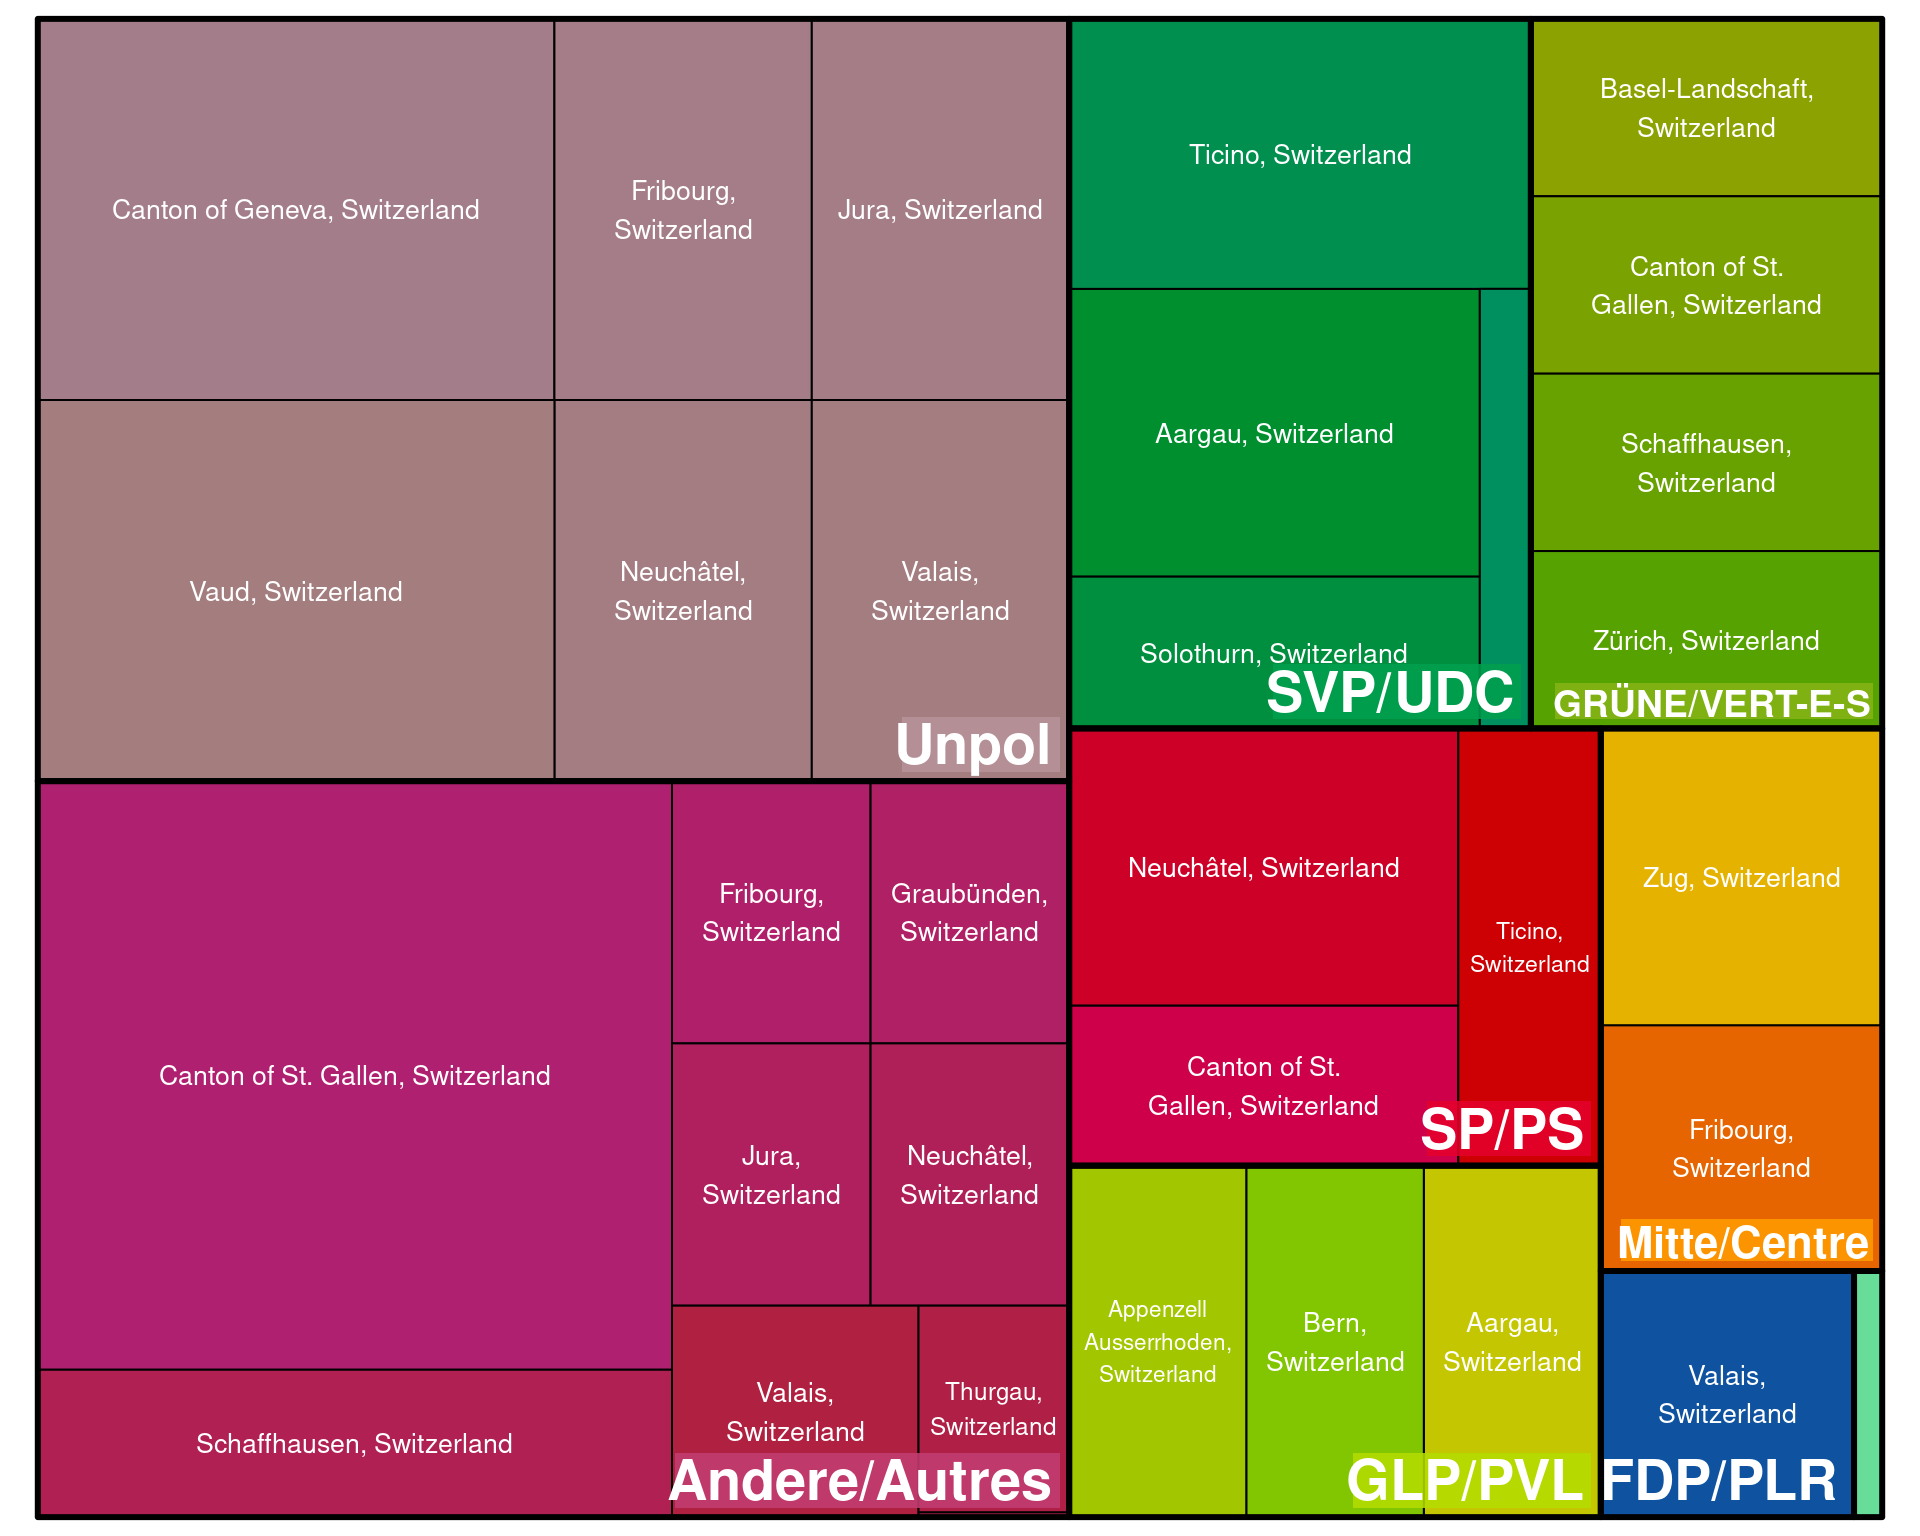 Canton of Geneva, Switzerland
Fribourg,
Switzerland
Jura, Switzerland
Vaud, Switzerland
Neuchâtel,
Switzerland
Valais,
Switzerland
Unpol
Canton of St. Gallen, Switzerland
Fribourg,
Switzerland
Graubünden,
Switzerland
Jura,
Switzerland
Neuchâtel,
Switzerland
Schaffhausen, Switzerland
Valais,
Switzerland
Thurgau,
Switzerland
Andere/Autres
Ticino, Switzerland
Aargau, Switzerland
Solothurn, Switzerland
SVP/UDC
Basel-Landschaft,
Switzerland
Canton of St.
Gallen, Switzerland
Schaffhausen,
Switzerland
Zürich, Switzerland
GRÜNE/VERT-E-S
Neuchâtel, Switzerland
Ticino,
Switzerland
Canton of St.
Gallen, Switzerland
SP/PS
Zug, Switzerland
Fribourg,
Switzerland
Mitte/Centre
Appenzell
Ausserrhoden,
Switzerland
Bern,
Switzerland
Aargau,
Switzerland
GLP/PVL
Valais,
Switzerland
FDP/PLR